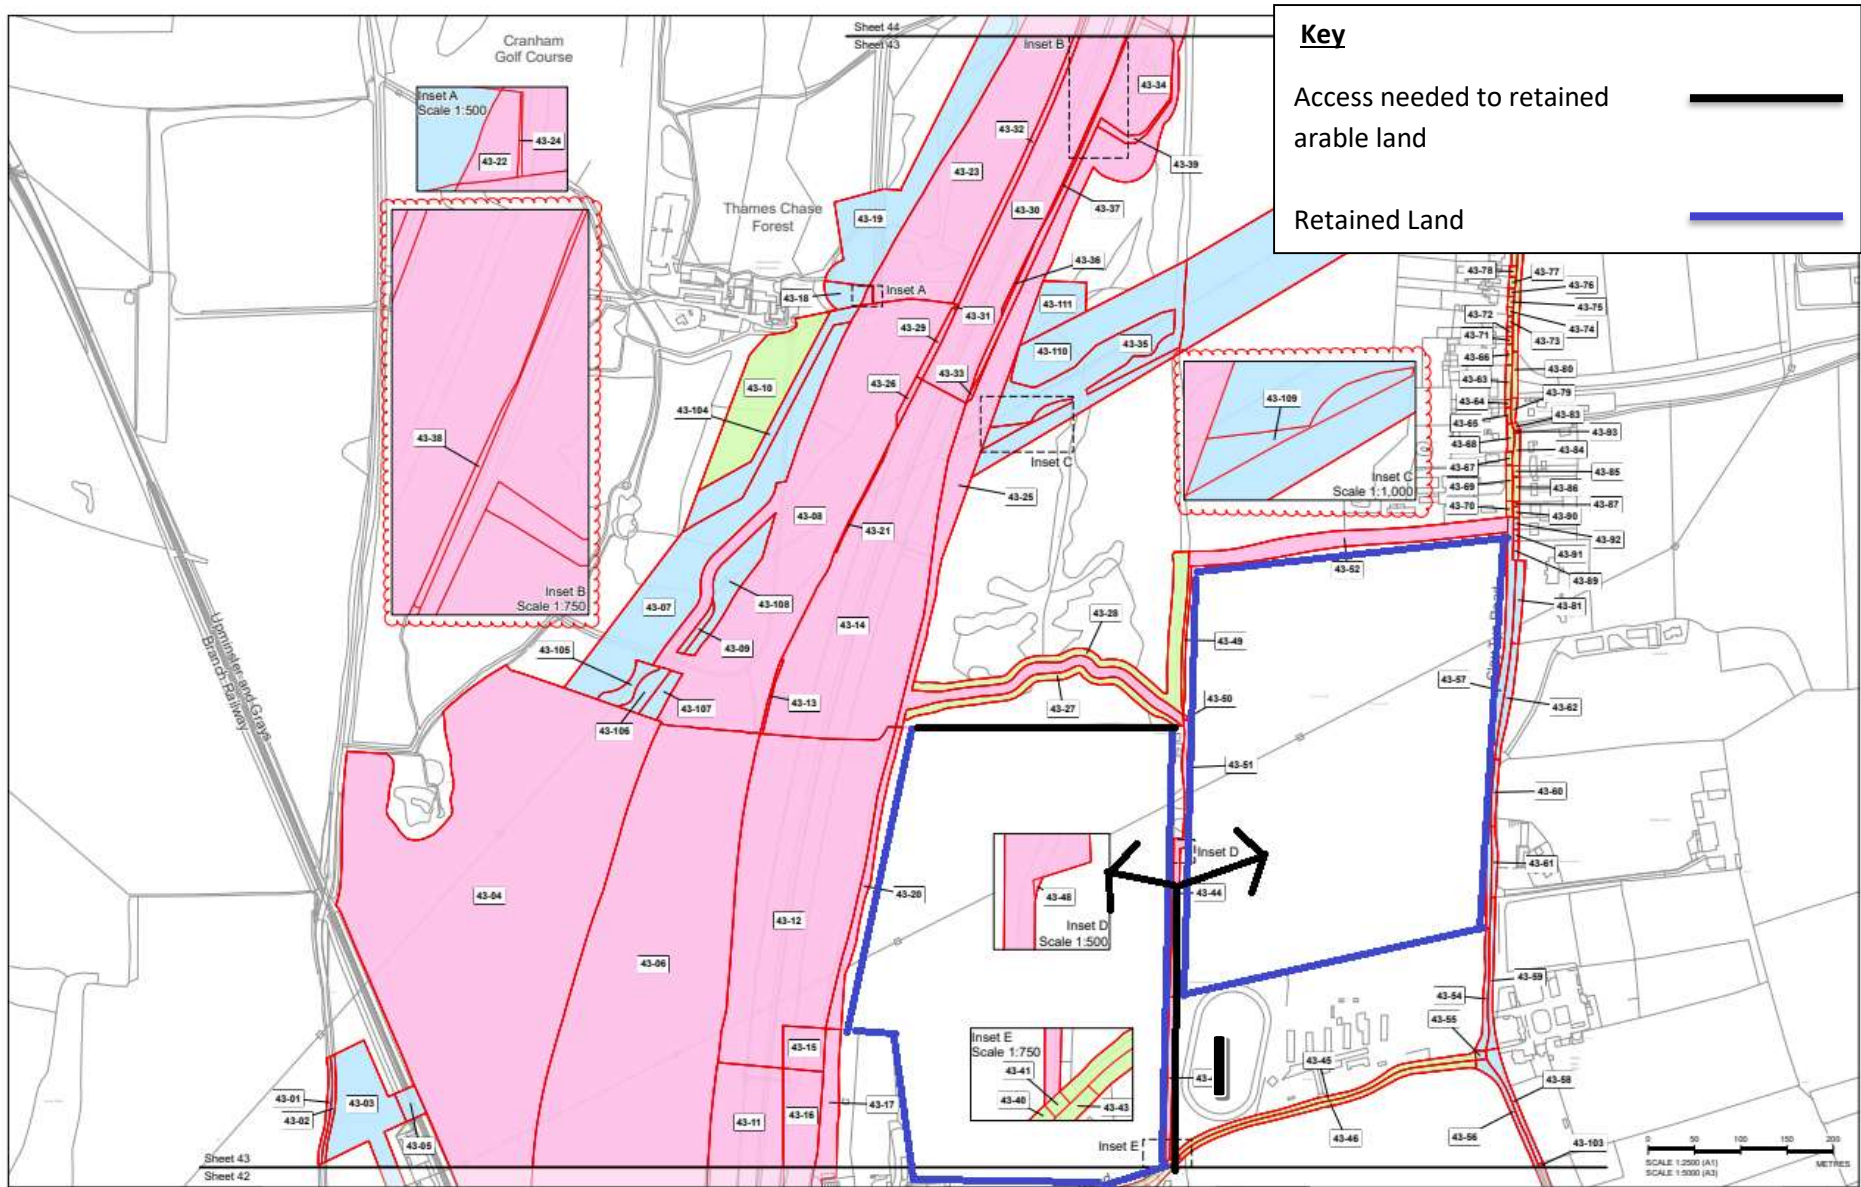 Key
Access needed to retained
arable land
Retained Land
Sheet 44
Sheet 43
Cranham
Golf Course
Inset B
43-34
Inset A
Scale 1:500
43-24
43-22
43-32
43-39
43-23
43-19
43-30
43-37
Thames Chase
Forest
43-36
43-78
43-77
43-76
43-18
Inset A
43-111
43-75
43-31
43-72
43-74
43-29
43-71
43-73
43-110
43-35
43-66
43-33
43-80
43-10
43-26
43-63
43-109
43-79
43-104
43-64
43-83
43-65
43-93
43-38
43-68
43-84
Inset C
43-67
43-85
Inset C
Scale 1:1,000
43-25
43-69
43-86
43-08
43-70
43-87
43-90
43-21
43-52
43-92
43-91
43-89
Inset B
Scale 1:750
43-07
43-108
43-81
43-28
43-14
43-49
43-09
43-105
Upminster and Grays
Branch Railway
43-57
43-107
43-13
43-50
43-62
43-27
43-106
43-51
43-60
Inset D
43-61
43-04
43-20
43-48
43-44
43-12
Inset D
Scale 1:500
43-06
43-59
43-54
43-55
Inset E
Scale 1:750
43-15
43-45
43-41
43-58
43-01
43-03
43-40
43-43
43-17
43-16
43-02
43-11
43-05
43-46
43-56
Inset E
43-103
0 50 100 150 200
METRES
SCALE 1:2500 (A1)
SCALE 1:5000 (A3)
Sheet 43
Sheet 42